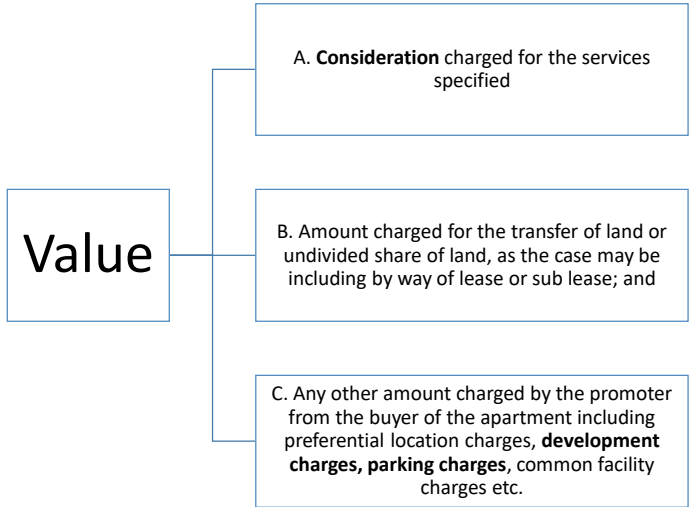 Value
A. Consideration charged for the services
specified
B. Amount charged for the transfer of land or
undivided share of land, as the case may be
including by way of lease or sub lease; and
C. Any other amount charged by the promoter
from the buyer of the apartment including
preferential location charges, development
charges, parking charges, common facility
charges etc.